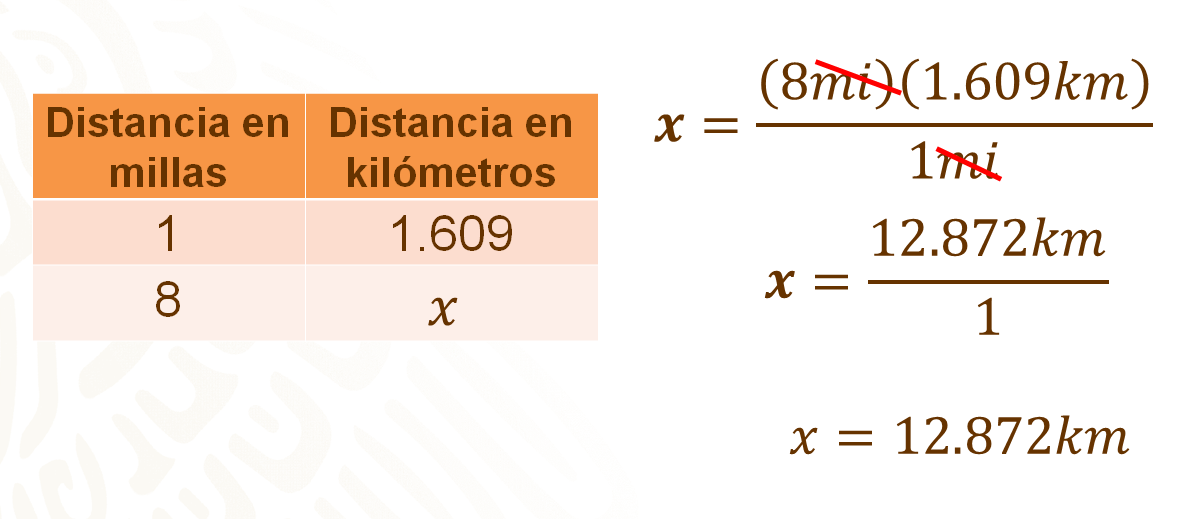 Distancia en millas | Distancia en kilómetros
1 | 1.609
8 | x
x = (8mi)(1.609km) / 1mi
x = 12.872km / 1
x = 12.872km